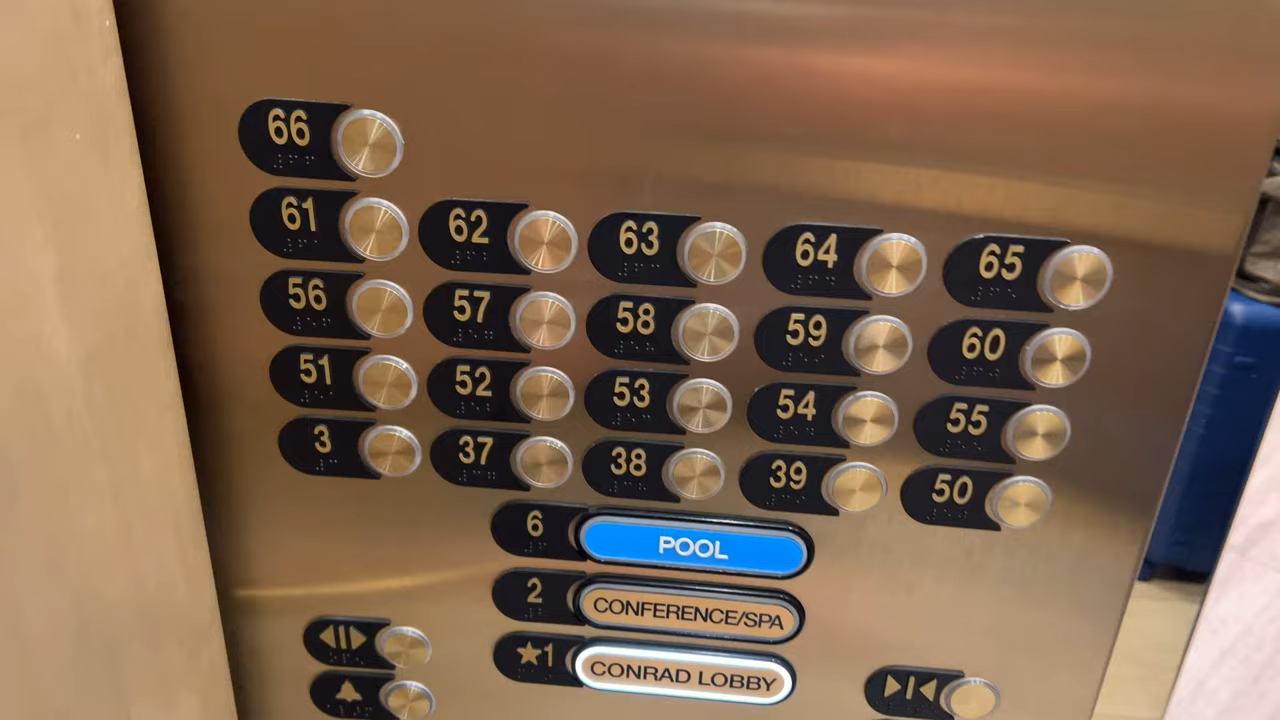 66
61 62 63 64 65
56 57 58 59 60
51 52 53 54 55
3 37 38 39 50
6 POOL
2 CONFERENCE/SPA
★1 CONRAD LOBBY